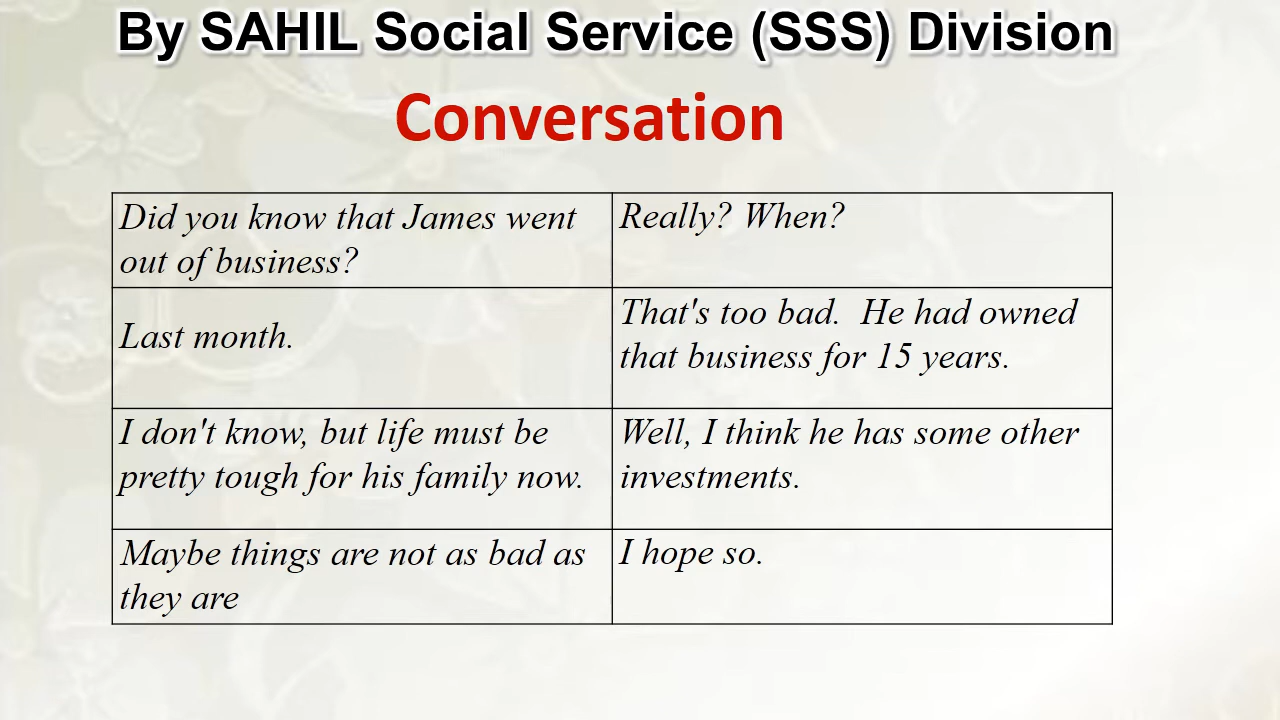 By SAHIL Social Service (SSS) Division
Conversation
Did you know that James went
out of business?
Really? When?
Last month.
That's too bad.  He had owned
that business for 15 years.
I don't know, but life must be
pretty tough for his family now.
Well, I think he has some other
investments.
Maybe things are not as bad as
they are
I hope so.